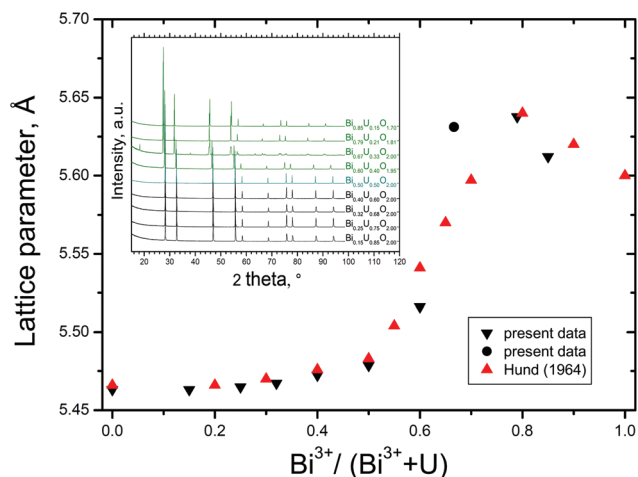 5.70
5.65
5.60
5.55
5.50
5.45
Lattice parameter, Å
0.0 0.2 0.4 0.6 0.8 1.0
Bi³⁺/ (Bi³⁺+U)
Intensity, a.u.
Bi₀.₈₅U₀.₁₅O₁.₇₀₋
Bi₀.₇₉U₀.₂₁O₁.₈₁₋
Bi₀.₆₇U₀.₃₃O₂.₀₀₋
Bi₀.₆₀U₀.₄₀O₁.₉₅₋
Bi₀.₅₀U₀.₅₀O₂.₀₀₋
Bi₀.₄₀U₀.₆₀O₂.₀₀₋
Bi₀.₃₂U₀.₆₈O₂.₀₀₋
Bi₀.₂₅U₀.₇₅O₂.₀₀₋
Bi₀.₁₅U₀.₈₅O₂.₀₀₋
20 30 40 50 60 70 80 90 100 110 120
2 theta, °
present data
present data
Hund (1964)